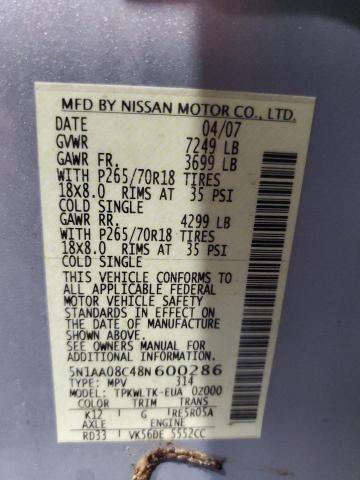 MFD BY NISSAN MOTOR CO., LTD.
DATE 04/07
GVWR 7249 LB
GAWR FR. 3699 LB
WITH P265/70R18 TIRES
18X8.0 RIMS AT 35 PSI
COLD SINGLE
GAWR RR. 4299 LB
WITH P265/70R18 TIRES
18X8.0 RIMS AT 35 PSI
COLD SINGLE
THIS VEHICLE CONFORMS TO
ALL APPLICABLE FEDERAL
MOTOR VEHICLE SAFETY
STANDARDS IN EFFECT ON
THE DATE OF MANUFACTURE
SHOWN ABOVE.
SEE OWNERS MANUAL FOR
ADDITIONAL INFORMATION
5N1AA08C48N600286
TYPE: MPV 314
MODEL: TPKWLTK-EUA 0Z000
COLOR TRIM TRANS
K12 G RE5R05A
AXLE ENGINE
RD33 VK56DE 5552CC